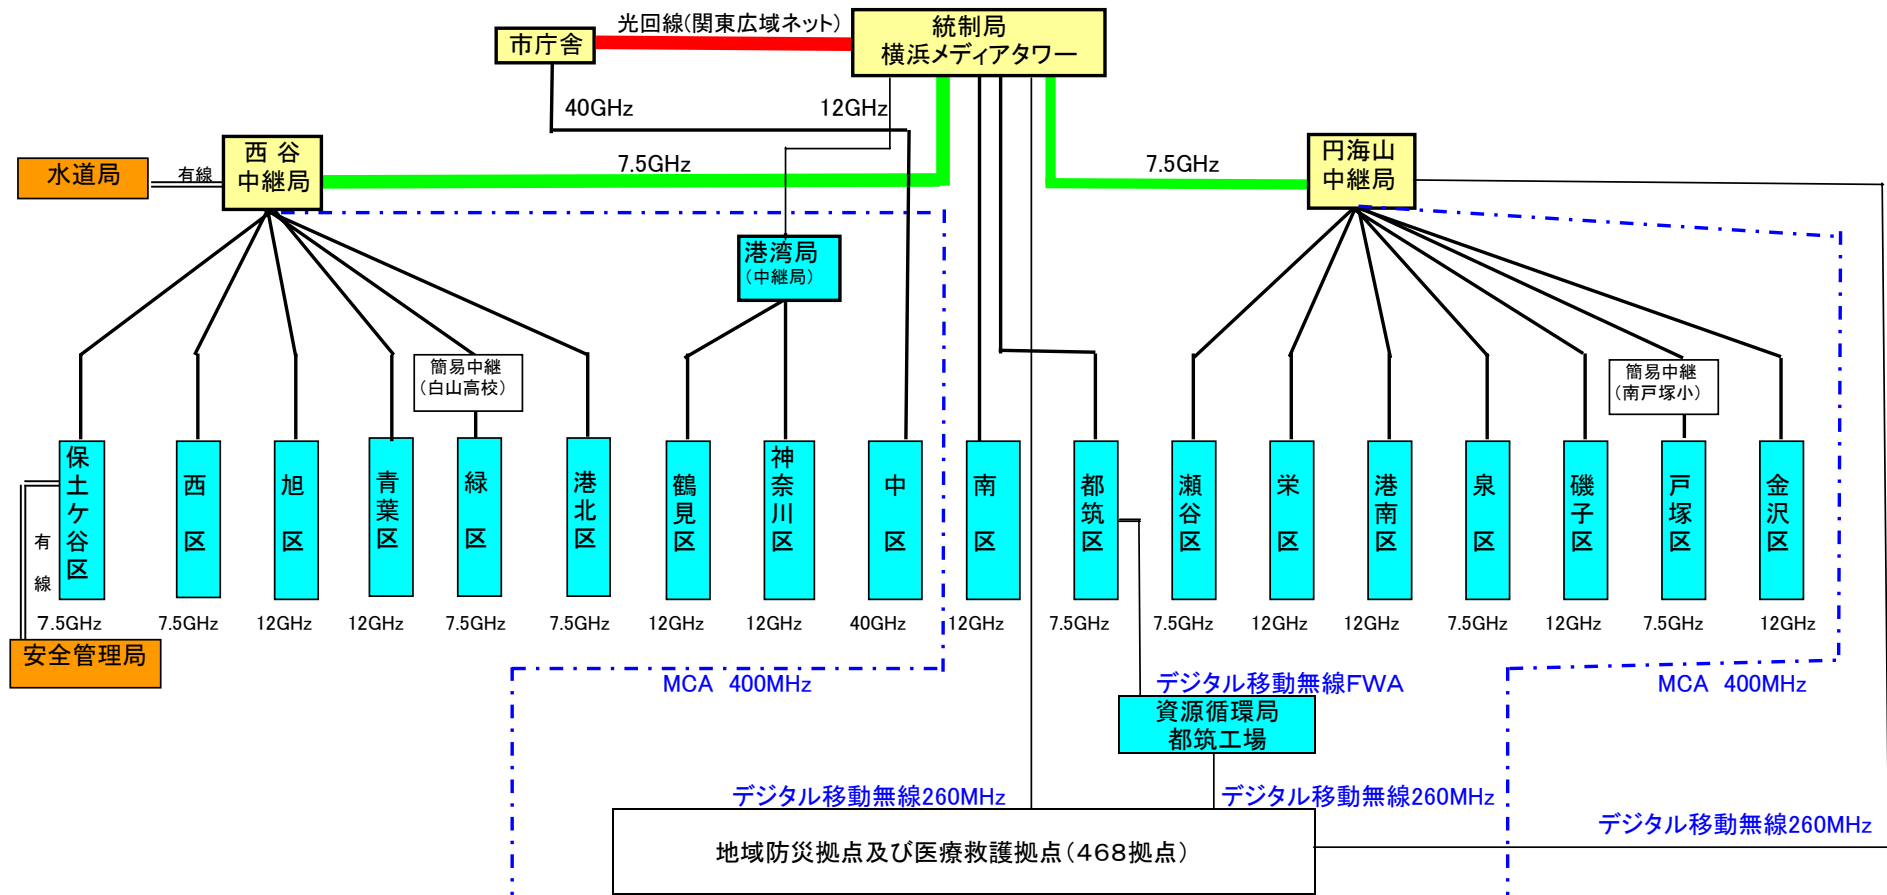 光回線(関東広域ネット)
市庁舎
統制局
横浜メディアタワー
40GHz
12GHz
水道局
有線
西 谷
中継局
7.5GHz
7.5GHz
円海山
中継局
港湾局
(中継局)
簡易中継
(白山高校)
簡易中継
(南戸塚小)
保土ケ谷区
西 区
旭 区
青葉区
緑 区
港北区
鶴見区
神奈川区
中 区
南 区
都筑区
瀬谷区
栄 区
港南区
泉 区
磯子区
戸塚区
金沢区
有 線
7.5GHz
7.5GHz
12GHz
12GHz
7.5GHz
7.5GHz
12GHz
12GHz
40GHz
12GHz
7.5GHz
7.5GHz
12GHz
12GHz
7.5GHz
12GHz
7.5GHz
12GHz
安全管理局
MCA 400MHz
デジタル移動無線FWA
MCA 400MHz
資源循環局
都筑工場
デジタル移動無線260MHz
デジタル移動無線260MHz
デジタル移動無線260MHz
地域防災拠点及び医療救護拠点(468拠点)